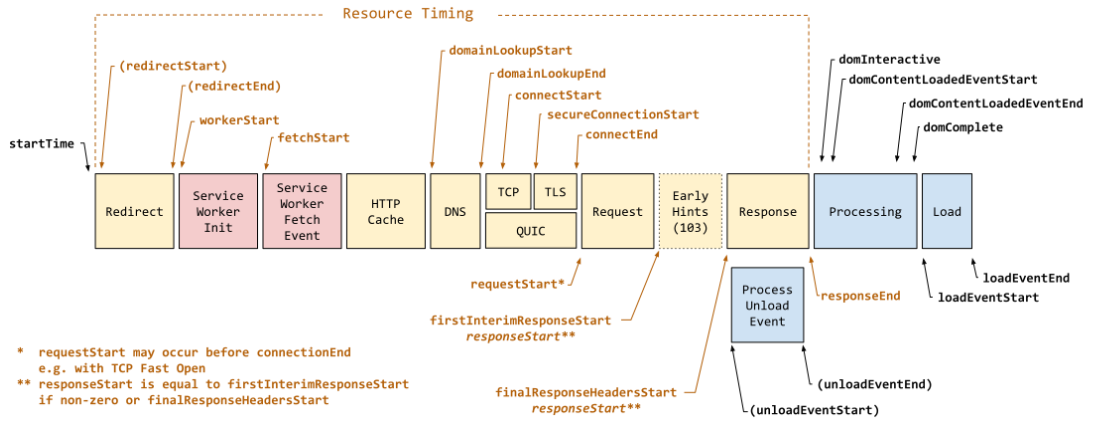 Resource Timing
domainLookupStart
domInteractive
(redirectStart)
domainLookupEnd
domContentLoadedEventStart
(redirectEnd)
connectStart
domContentLoadedEventEnd
workerStart
secureConnectionStart
domComplete
fetchStart
connectEnd
startTime
Redirect
Service
Worker
Init
Service
Worker
Fetch
Event
HTTP
Cache
DNS
TCP
TLS
QUIC
Request
Early
Hints
(103)
Response
Processing
Load
requestStart*
firstInterimResponseStart
responseStart**
finalResponseHeadersStart
responseStart**
Process
Unload
Event
responseEnd
loadEventEnd
loadEventStart
(unloadEventEnd)
(unloadEventStart)
* requestStart may occur before connectionEnd
e.g. with TCP Fast Open
** responseStart is equal to firstInterimResponseStart
if non-zero or finalResponseHeadersStart